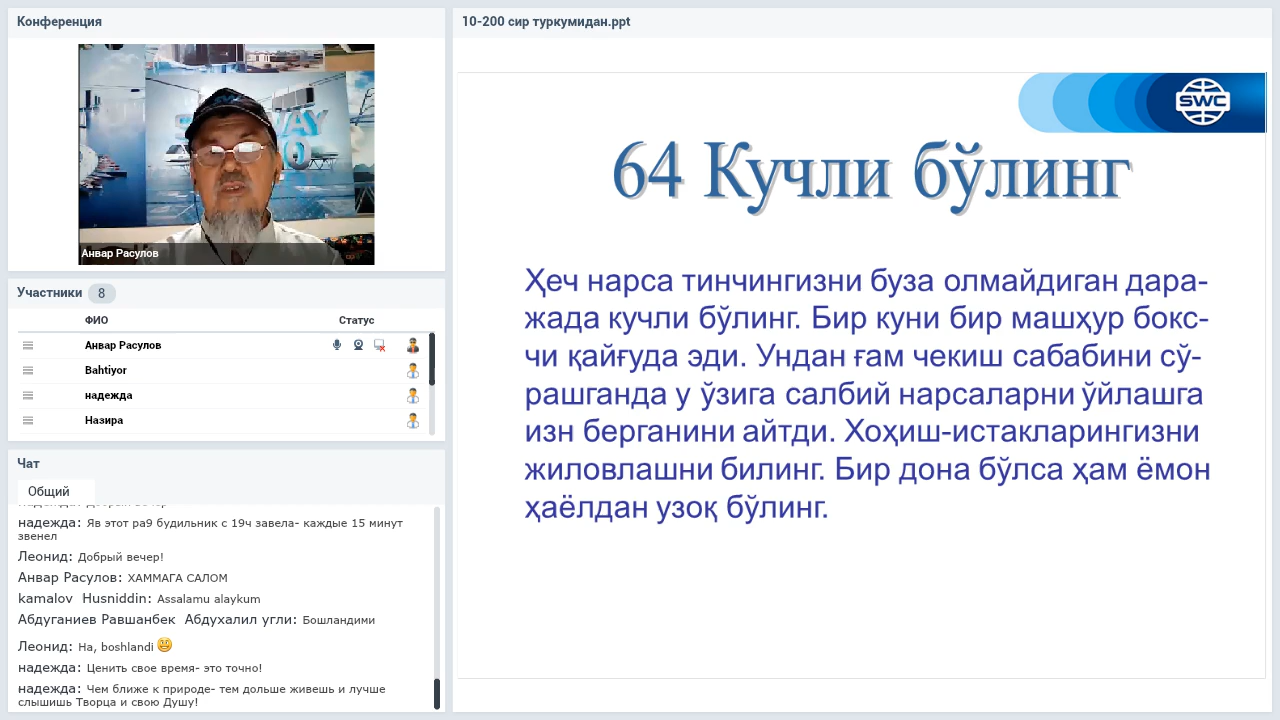 Конференция
Анвар Расулов
Участники 8
ФИО Статус
Анвар Расулов
Bahtiyor
надежда
Назира
Чат
Общий
надежда: Яв этот ра9 будильник с 19ч завела- каждые 15 минут
звенел
Леонид: Добрый вечер!
Анвар Расулов: ХАММАГА САЛОМ
kamalov Husniddin: Assalamu alaykum
Абдуганиев Равшанбек Абдухалил угли: Бошландими
Леонид: На, boshlandi
надежда: Ценить свое время- это точно!
надежда: Чем ближе к природе- тем дольше живешь и лучше
слышишь Творца и свою Душу!
10-200 сир туркумидан.ppt
SWC
64 Кучли бўлинг
Ҳеч нарса тинчингизни буза олмайдиган дара-
жада кучли бўлинг. Бир куни бир машҳур бокс-
чи қайғуда эди. Ундан ғам чекиш сабабини сў-
рашганда у ўзига салбий нарсаларни ўйлашга
изн берганини айтди. Хоҳиш-истакларингизни
жиловлашни билинг. Бир дона бўлса ҳам ёмон
ҳаёлдан узоқ бўлинг.